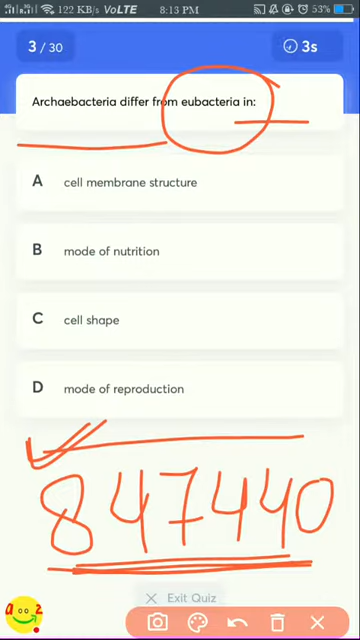 122 KB/s VoLTE 8:13 PM 53%
3 / 30
3s
Archaebacteria differ from eubacteria in:
A cell membrane structure
B mode of nutrition
C cell shape
D mode of reproduction
847440
a z
Exit Quiz